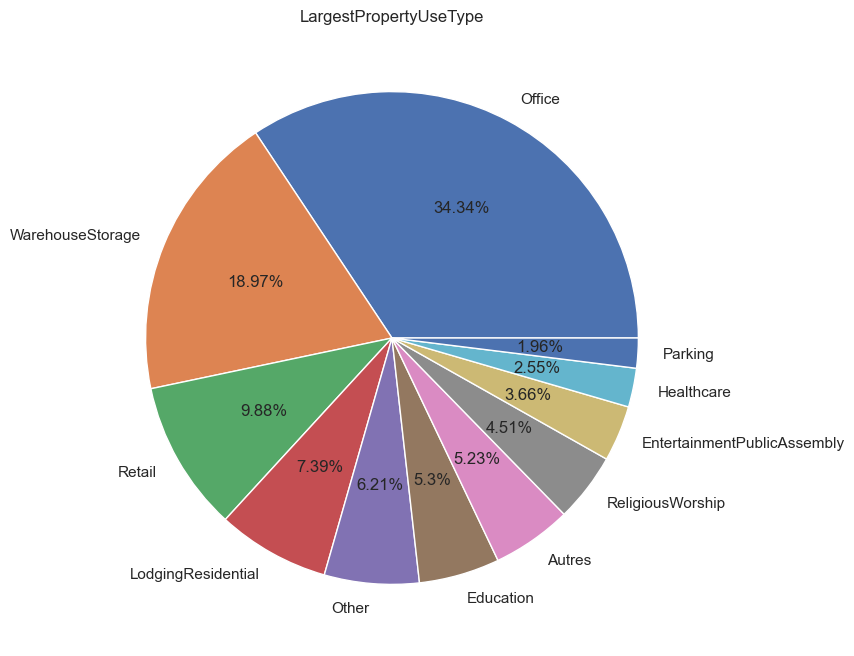 LargestPropertyUseType
Office
34.34%
WarehouseStorage
18.97%
Retail
9.88%
LodgingResidential
7.39%
Other
6.21%
Education
5.3%
Autres
5.23%
ReligiousWorship
4.51%
EntertainmentPublicAssembly
3.66%
Healthcare
2.55%
Parking
1.96%